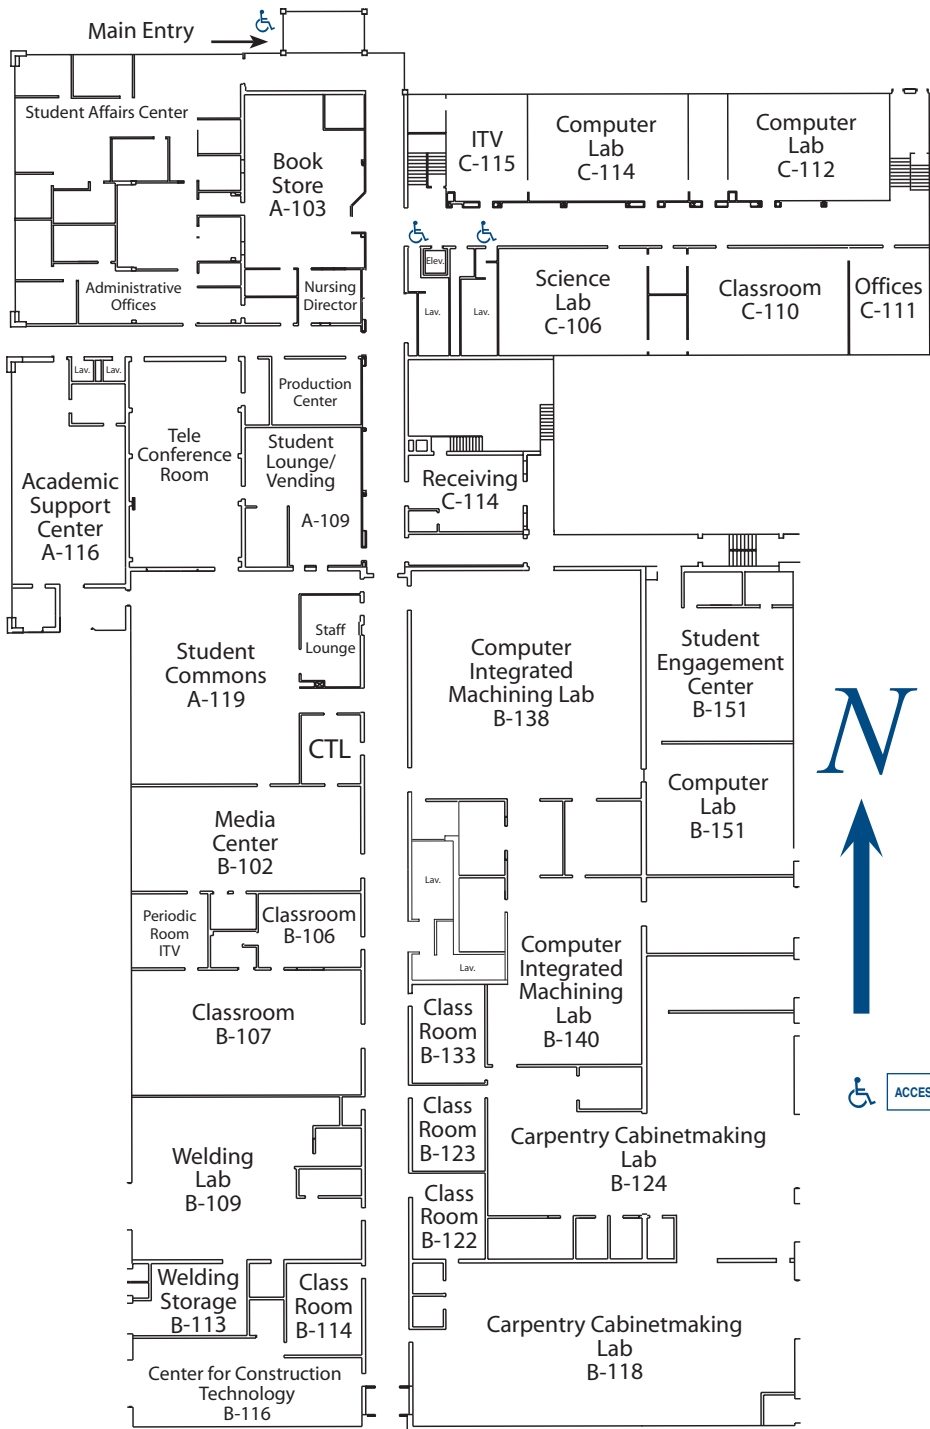 Main Entry
Student Affairs Center
Book
Store
A-103
ITV
C-115
Computer
Lab
C-114
Computer
Lab
C-112
Administrative
Offices
Nursing
Director
Elev.
Lav.
Lav.
Science
Lab
C-106
Classroom
C-110
Offices
C-111
Lav.
Lav.
Production
Center
Tele
Conference
Room
Student
Lounge/
Vending
A-109
Academic
Support
Center
A-116
Receiving
C-114
Student
Commons
A-119
Staff
Lounge
CTL
Computer
Integrated
Machining Lab
B-138
Student
Engagement
Center
B-151
Computer
Lab
B-151
N
Media
Center
B-102
Lav.
Lav.
Periodic
Room
ITV
Classroom
B-106
Computer
Integrated
Machining
Lab
B-140
Classroom
B-107
Class
Room
B-133
ACCES
Class
Room
B-123
Carpentry Cabinetmaking
Lab
B-124
Welding
Lab
B-109
Class
Room
B-122
Welding
Storage
B-113
Class
Room
B-114
Carpentry Cabinetmaking
Lab
B-118
Center for Construction
Technology
B-116